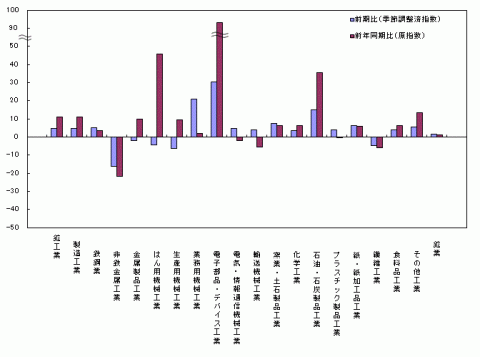 100
90
50
40
30
20
10
0
-10
-20
-30
-40
-50
前期比(季節調整済指数)
前年同期比(原指数)
鉱工業
製造工業
鉄鋼業
非鉄金属工業
金属製品工業
はん用機械工業
生産用機械工業
業務用機械工業
電子部品・デバイス工業
電気・情報通信機械工業
輸送機械工業
窯業・土石製品工業
化学工業
石油・石炭製品工業
プラスチック製品工業
紙・紙加工品工業
繊維工業
食料品工業
その他工業
鉱業